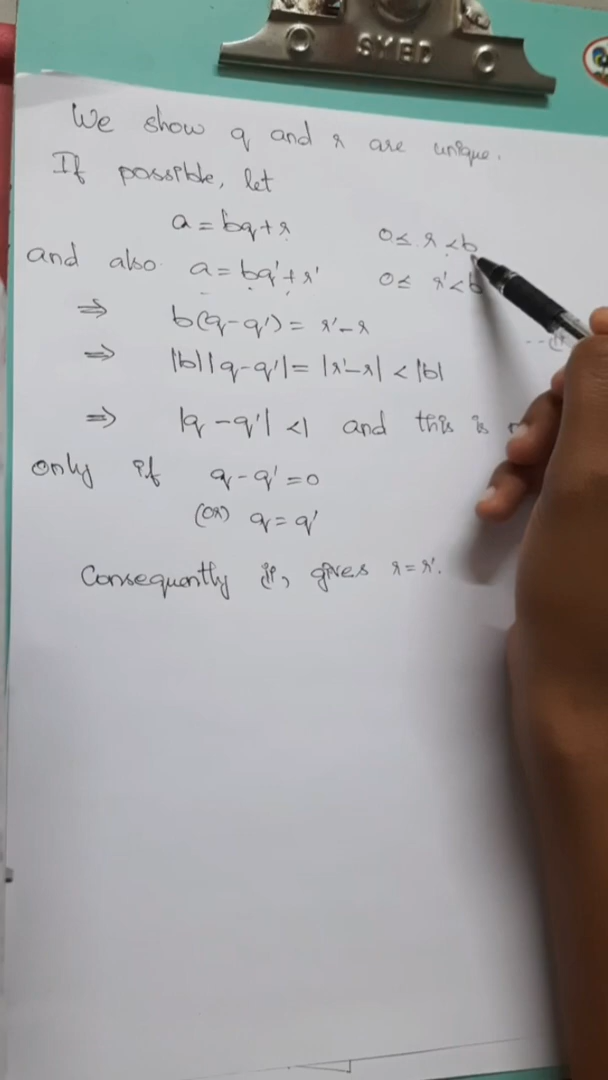 SYED
We show q and r are unique.
If possible, let
a = bq + r 0 ≤ r < b
and also a = bq' + r' 0 ≤ r' < b
⇒ b(q - q') = r' - r
⇒ |b| |q - q'| = |r' - r| < |b|
⇒ |q - q'| < 1 and this is
only if q - q' = 0
(or) q = q'
Consequently gives r = r'.